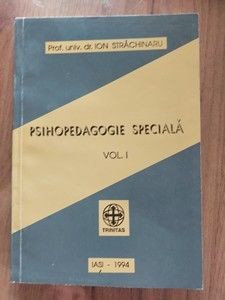 Prof. univ. dr. ION STRĂCHINARU
PSIHOPEDAGOGIE SPECIALĂ
VOL. I
TRINITAS
IAȘI - 1994